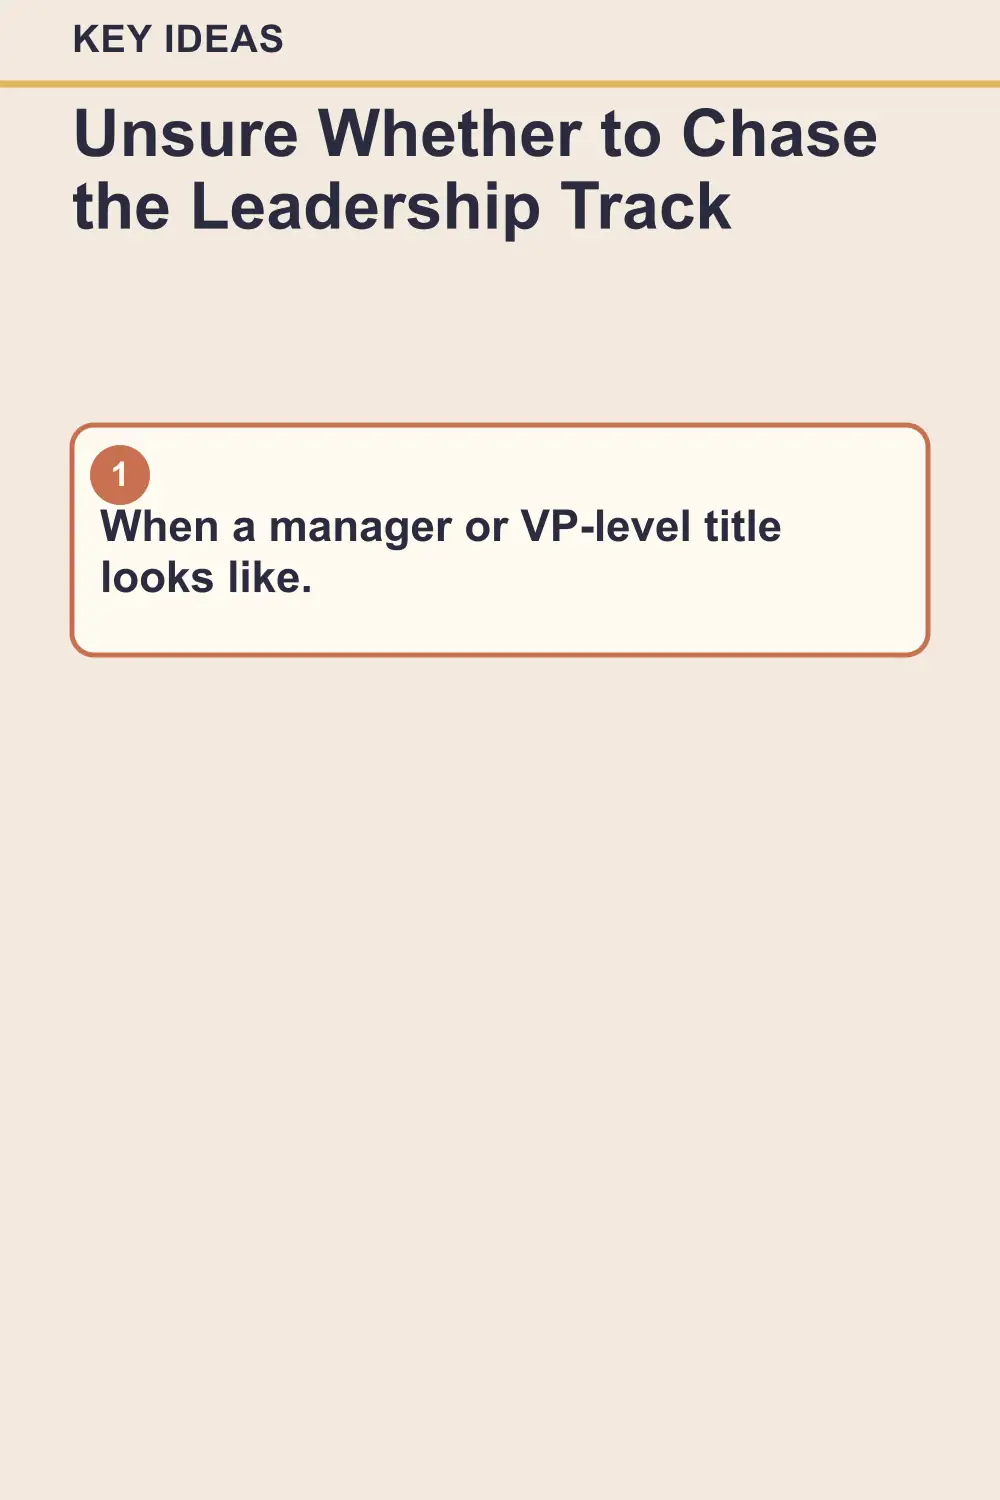 KEY IDEAS
Unsure Whether to Chase
the Leadership Track
1
When a manager or VP-level title
looks like.